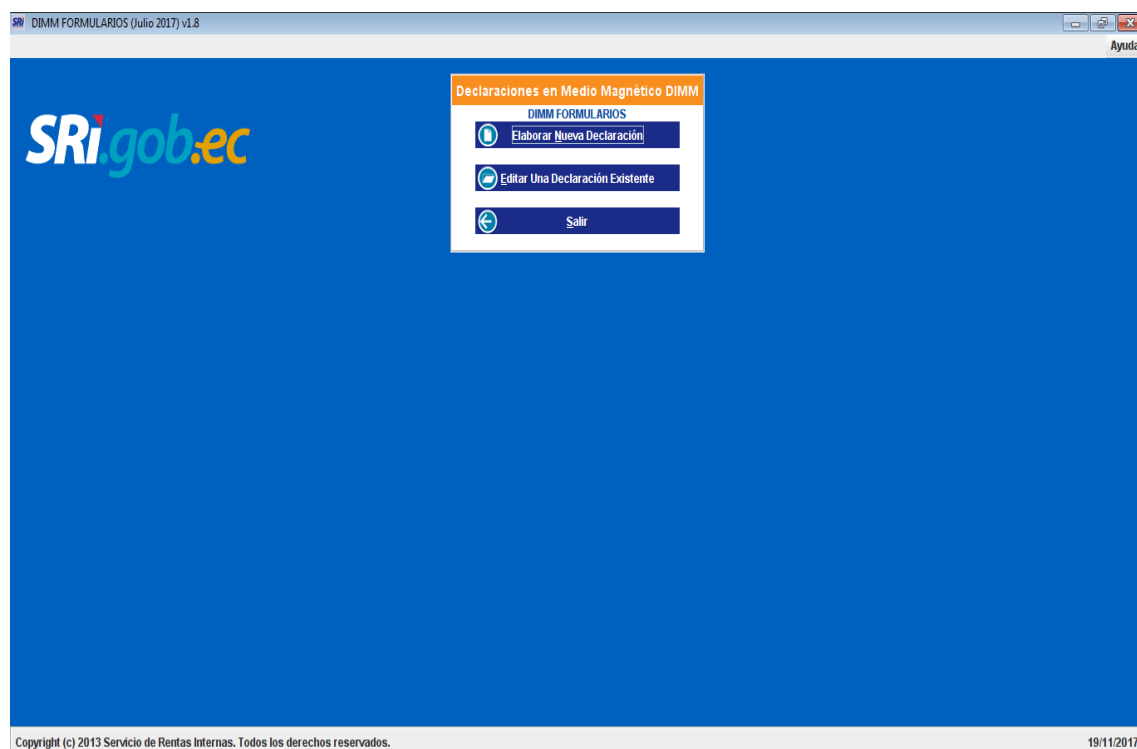 SRi DIMM FORMULARIOS (Julio 2017) v1.8
Ayuda
Declaraciones en Medio Magnético DIMM
DIMM FORMULARIOS
Elaborar Nueva Declaración
SRi.gob.ec
Editar Una Declaración Existente
Salir
Copyright (c) 2013 Servicio de Rentas Internas. Todos los derechos reservados. 19/11/2017